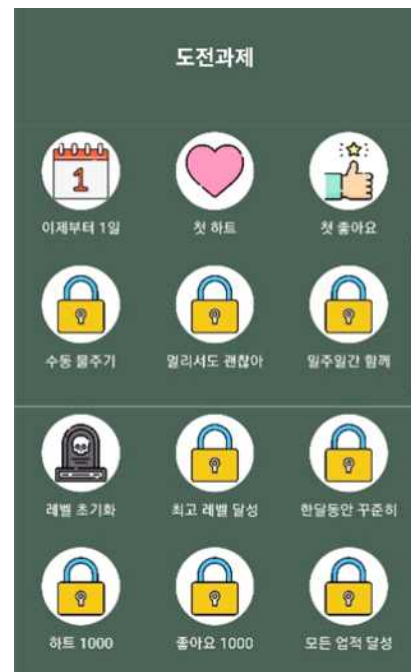 도전과제
1
이제부터 1일
첫 하트
첫 좋아요
수동 물주기
멀리서도 괜찮아
일주일간 함께
레벨 초기화
최고 레벨 달성
한달동안 꾸준히
하트 1000
좋아요 1000
모든 업적 달성